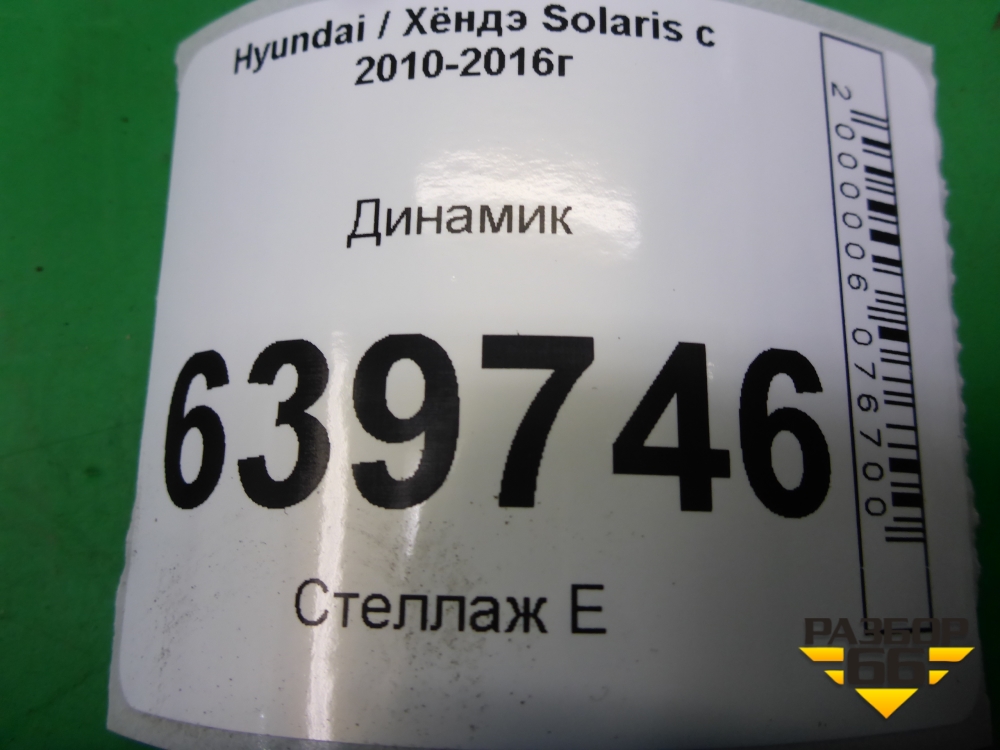 Hyundai / Хёндэ Solaris с
2010-2016г
Динамик
639746
Стеллаж Е
2000006076700
РАЗБОР
66